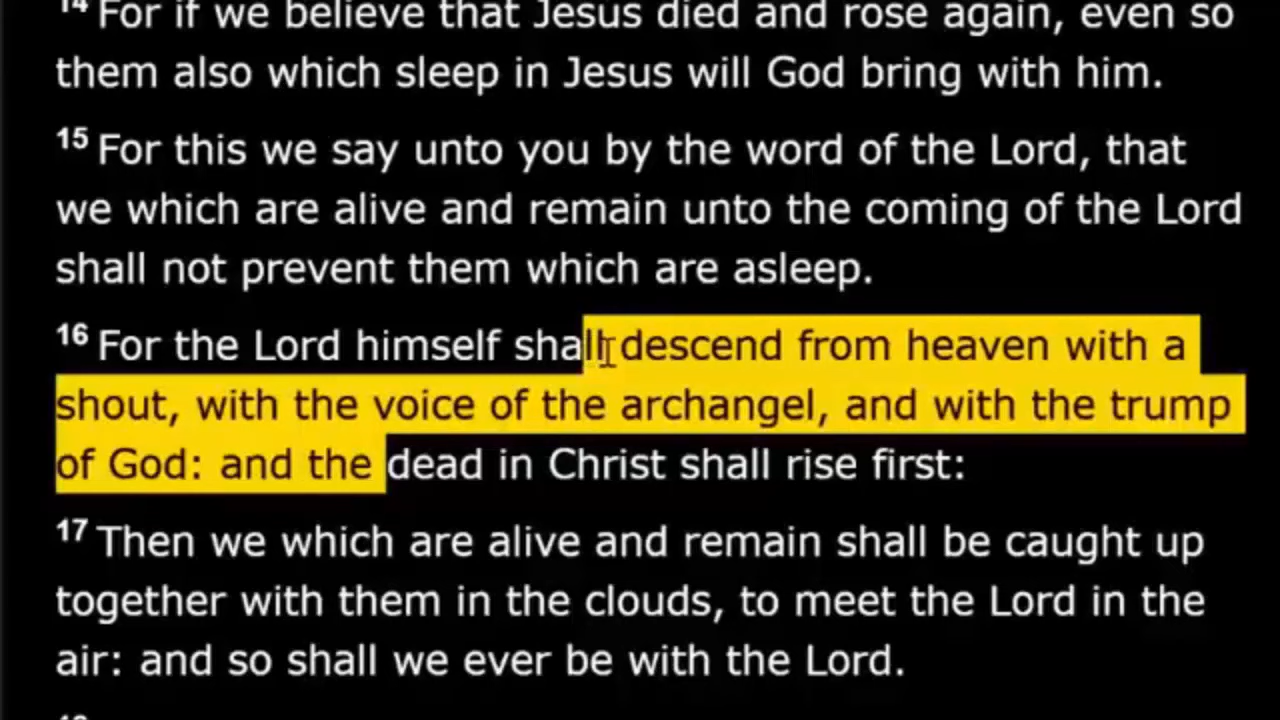 14 For if we believe that Jesus died and rose again, even so
them also which sleep in Jesus will God bring with him.
15 For this we say unto you by the word of the Lord, that
we which are alive and remain unto the coming of the Lord
shall not prevent them which are asleep.
16 For the Lord himself shall descend from heaven with a
shout, with the voice of the archangel, and with the trump
of God: and the dead in Christ shall rise first:
17 Then we which are alive and remain shall be caught up
together with them in the clouds, to meet the Lord in the
air: and so shall we ever be with the Lord.